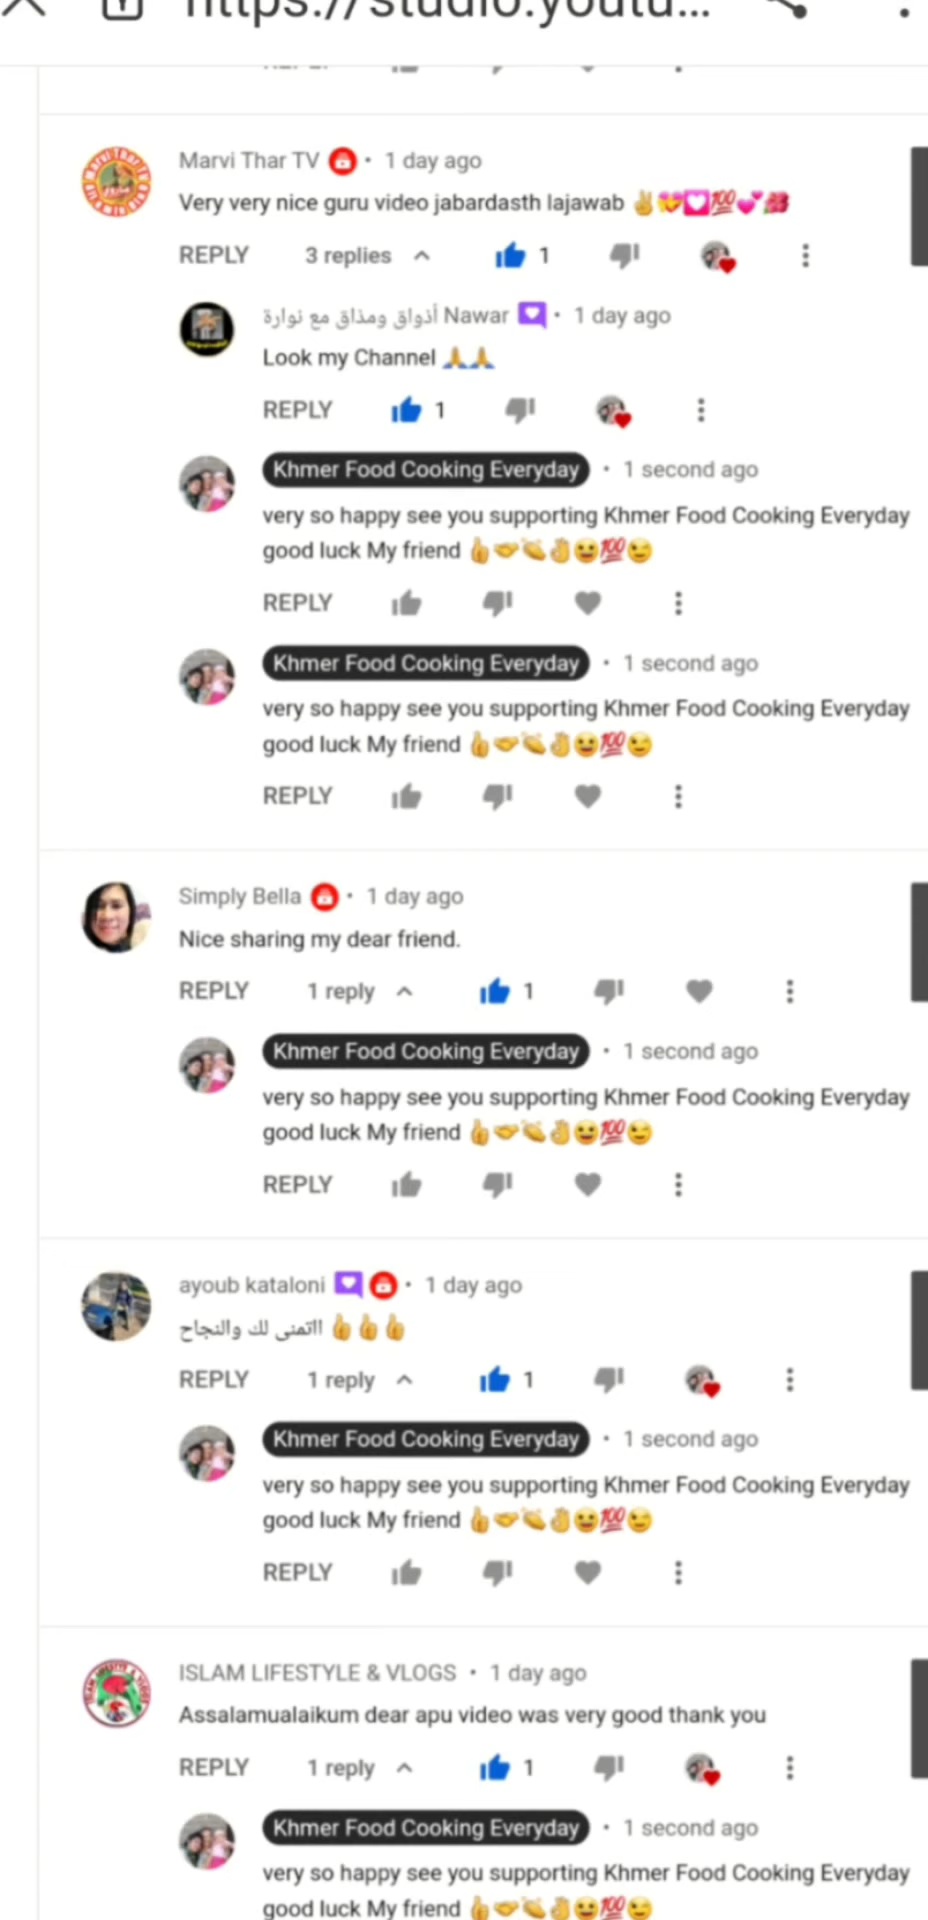 https://studio.youtu...
Marvi Thar TV • 1 day ago
Very very nice guru video jabardasth lajawab ✌️💝💟💯💕🌺
REPLY 3 replies 1
أذواق ومذاق مع نوارة Nawar • 1 day ago
Look my Channel 🙏🙏
REPLY 1
Khmer Food Cooking Everyday • 1 second ago
very so happy see you supporting Khmer Food Cooking Everyday
good luck My friend 👍🤝👏👌😀💯😉
REPLY
Khmer Food Cooking Everyday • 1 second ago
very so happy see you supporting Khmer Food Cooking Everyday
good luck My friend 👍🤝👏👌😀💯😉
REPLY
Simply Bella • 1 day ago
Nice sharing my dear friend.
REPLY 1 reply 1
Khmer Food Cooking Everyday • 1 second ago
very so happy see you supporting Khmer Food Cooking Everyday
good luck My friend 👍🤝👏👌😀💯😉
REPLY
ayoub kataloni • 1 day ago
ااتمنى لك والنجاح 👍👍👍
REPLY 1 reply 1
Khmer Food Cooking Everyday • 1 second ago
very so happy see you supporting Khmer Food Cooking Everyday
good luck My friend 👍🤝👏👌😀💯😉
REPLY
ISLAM LIFESTYLE & VLOGS • 1 day ago
Assalamualaikum dear apu video was very good thank you
REPLY 1 reply 1
Khmer Food Cooking Everyday • 1 second ago
very so happy see you supporting Khmer Food Cooking Everyday
good luck My friend 👍🤝👏👌😀💯😉